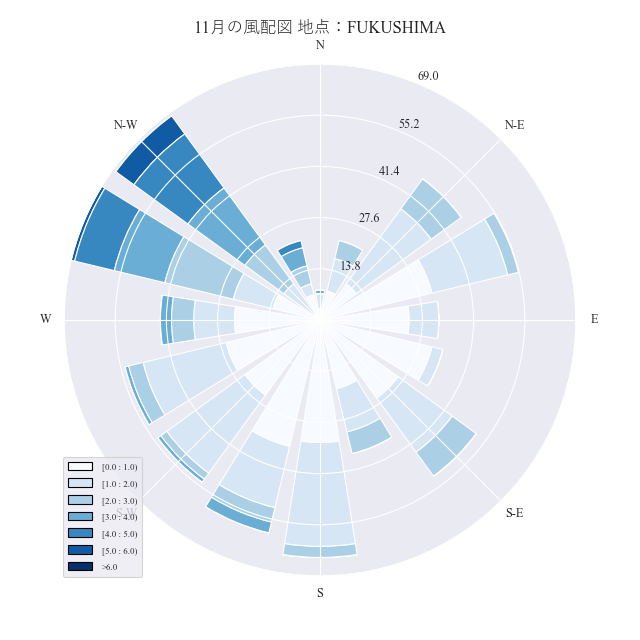 11月の風配図 地点：FUKUSHIMA
N
69.0
N-W
55.2
N-E
41.4
27.6
13.8
W
E
[0.0 : 1.0)
[1.0 : 2.0)
[2.0 : 3.0)
[3.0 : 4.0)
[4.0 : 5.0)
[5.0 : 6.0)
>6.0
S-W
S-E
S